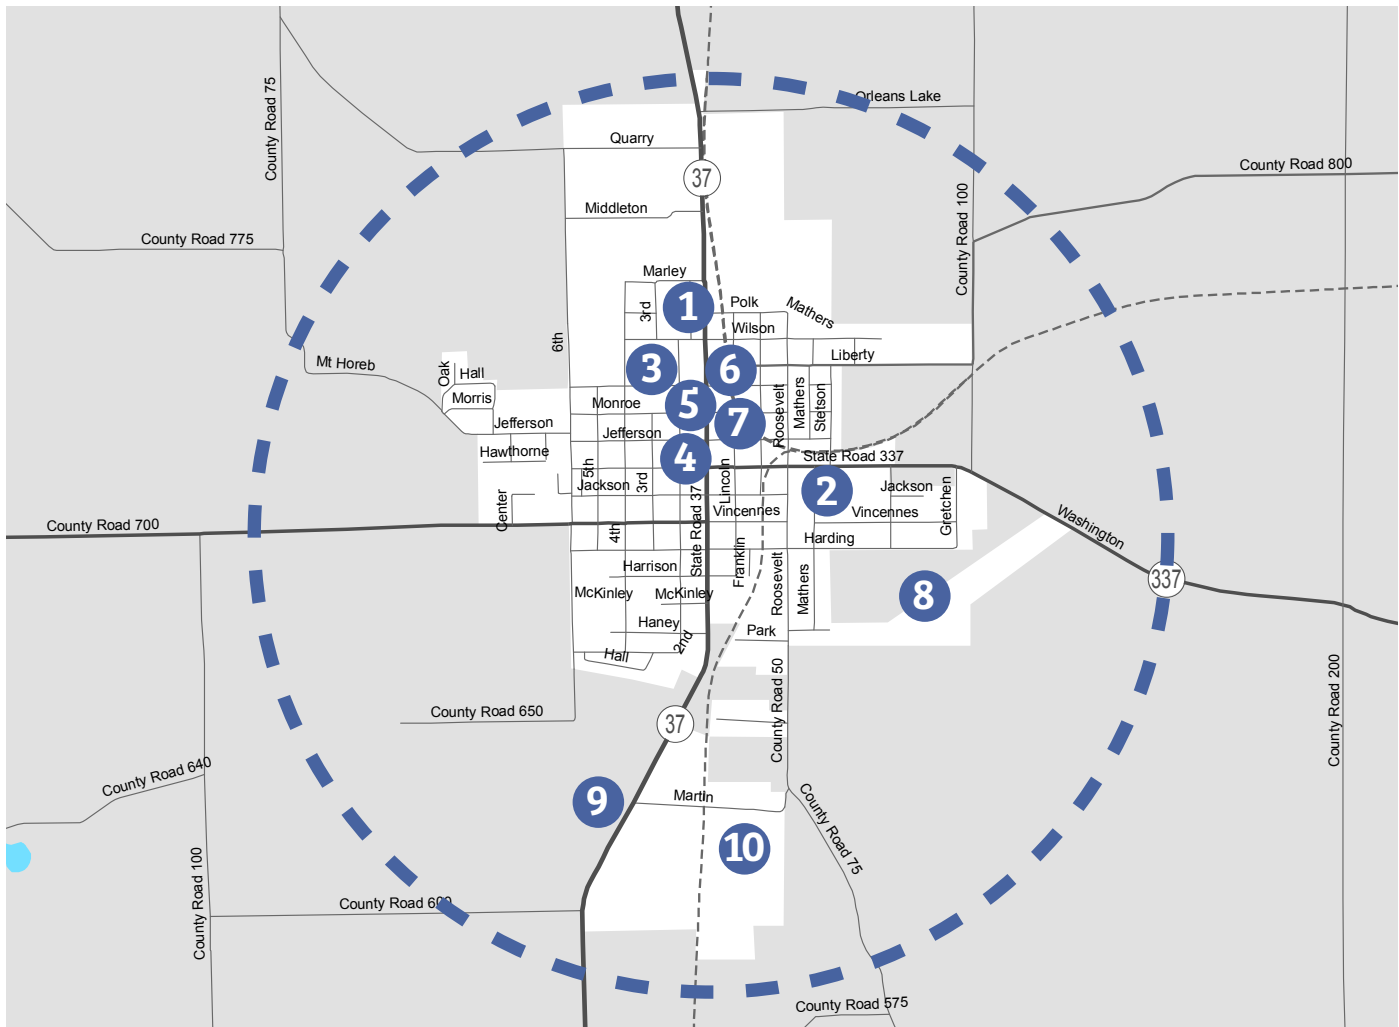 Orleans Lake
County Road 75
Quarry
County Road 800
37
County Road 100
Middleton
County Road 775
Marley
1
Polk
Mathers
3rd
Wilson
6th
Liberty
Mt Horeb
Oak
Hall
3
6
Morris
Monroe
5
7
Roosevelt
Mathers
Stetson
Jefferson
Jefferson
Hawthorne
4
State Road 337
5th
Jackson
3rd
Lincoln
2
Jackson
Gretchen
Center
State Road 37
Vincennes
Vincennes
Washington
County Road 700
4th
Harding
Franklin
Harrison
337
McKinley
McKinley
Roosevelt
Mathers
8
Haney
2nd
Park
Hall
County Road 50
County Road 200
County Road 650
37
County Road 640
9
Martin
County Road 75
10
County Road 100
County Road 600
County Road 575